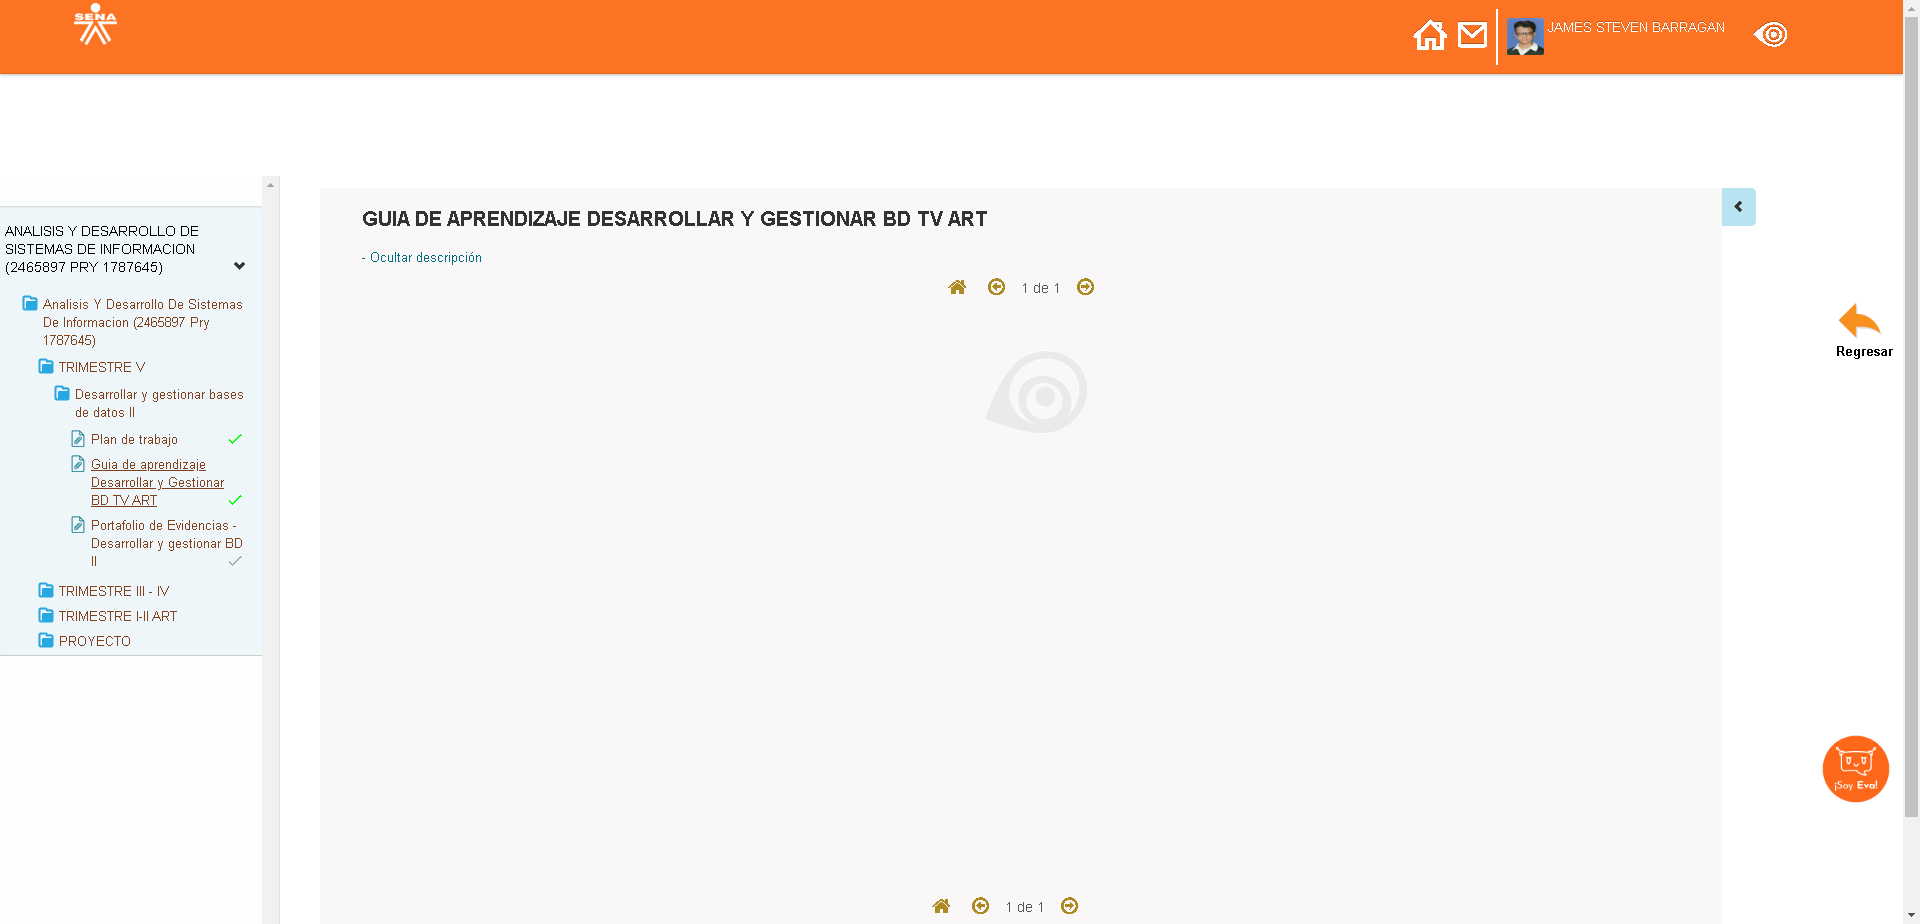 SENA
JAMES STEVEN BARRAGAN
ANALISIS Y DESARROLLO DE
SISTEMAS DE INFORMACION
(2465897 PRY 1787645)
Analisis Y Desarrollo De Sistemas
De Informacion (2465897 Pry
1787645)
TRIMESTRE V
Desarrollar y gestionar bases
de datos II
Plan de trabajo
Guia de aprendizaje
Desarrollar y Gestionar
BD TV ART
Portafolio de Evidencias -
Desarrollar y gestionar BD
II
TRIMESTRE III - IV
TRIMESTRE I-II ART
PROYECTO
GUIA DE APRENDIZAJE DESARROLLAR Y GESTIONAR BD TV ART
- Ocultar descripción
1 de 1
Regresar
¡Soy Eva!
1 de 1